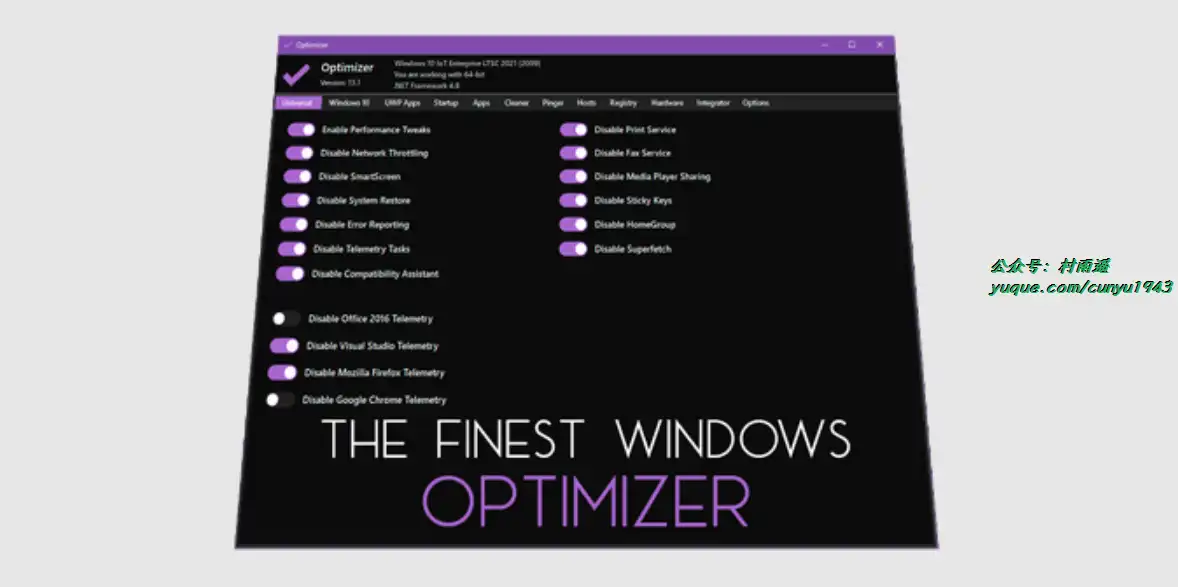 Optimizer
Optimizer
Version: 13.1
Windows 10 IoT Enterprise LTSC 2021 (2009)
You are working with 64-bit
.NET Framework 4.8
Universal Windows 10 UWP Apps Startup Apps Cleaner Pinger Hosts Registry Hardware Integrator Options
Enable Performance Tweaks
Disable Network Throttling
Disable SmartScreen
Disable System Restore
Disable Error Reporting
Disable Telemetry Tasks
Disable Compatibility Assistant
Disable Print Service
Disable Fax Service
Disable Media Player Sharing
Disable Sticky Keys
Disable HomeGroup
Disable Superfetch
Disable Office 2016 Telemetry
Disable Visual Studio Telemetry
Disable Mozilla Firefox Telemetry
Disable Google Chrome Telemetry
THE FINEST WINDOWS
OPTIMIZER
公众号：村雨遥
yuque.com/cunyu1943